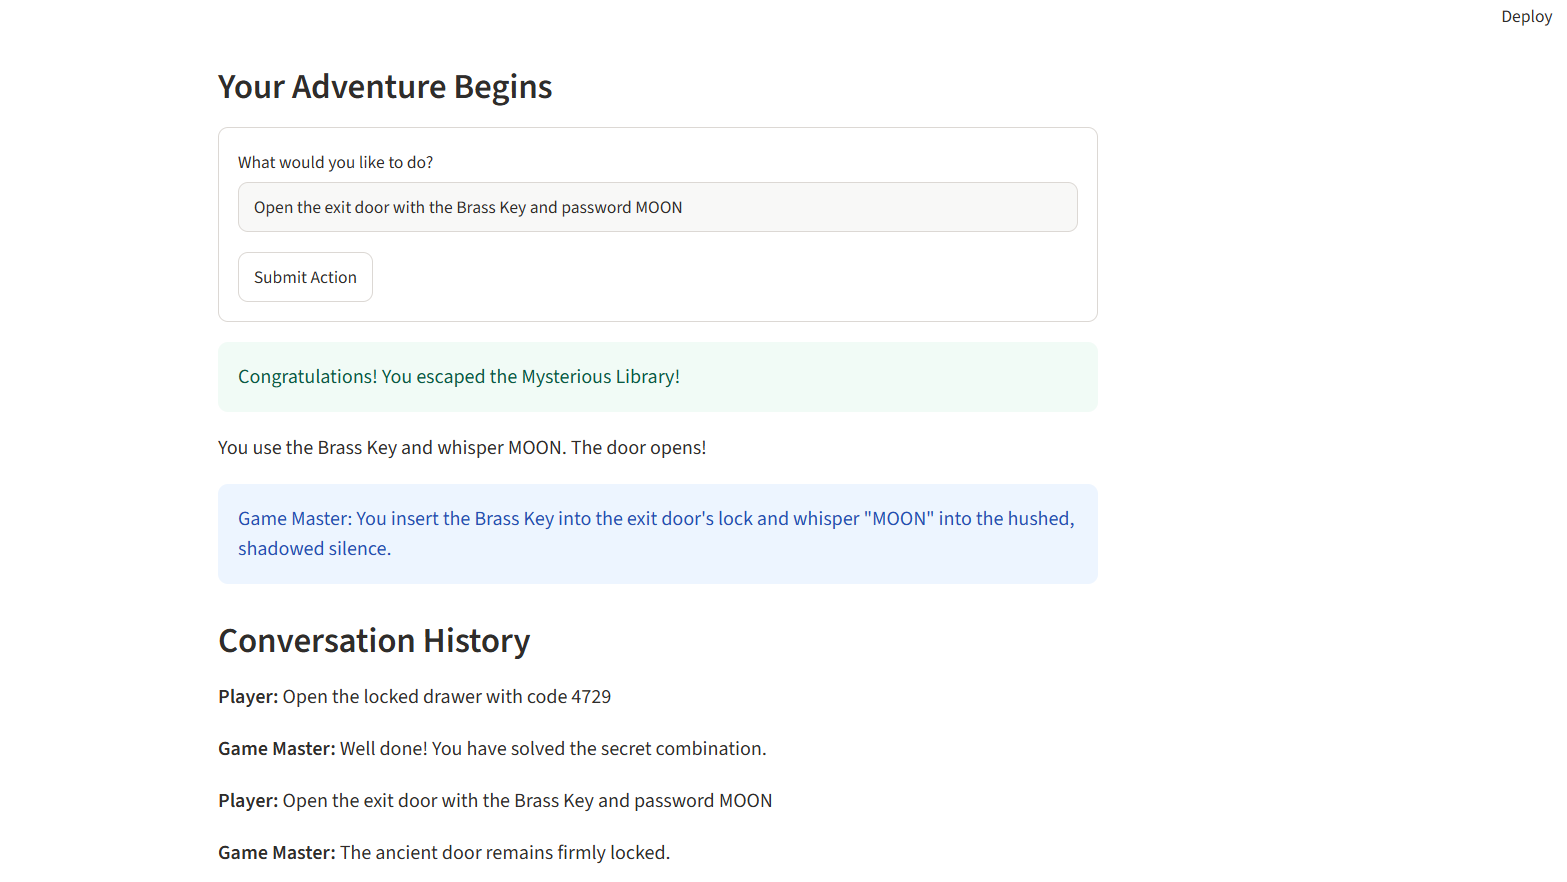 Deploy
Your Adventure Begins
What would you like to do?
Open the exit door with the Brass Key and password MOON
Submit Action
Congratulations! You escaped the Mysterious Library!
You use the Brass Key and whisper MOON. The door opens!
Game Master: You insert the Brass Key into the exit door's lock and whisper "MOON" into the hushed,
shadowed silence.
Conversation History
Player: Open the locked drawer with code 4729
Game Master: Well done! You have solved the secret combination.
Player: Open the exit door with the Brass Key and password MOON
Game Master: The ancient door remains firmly locked.